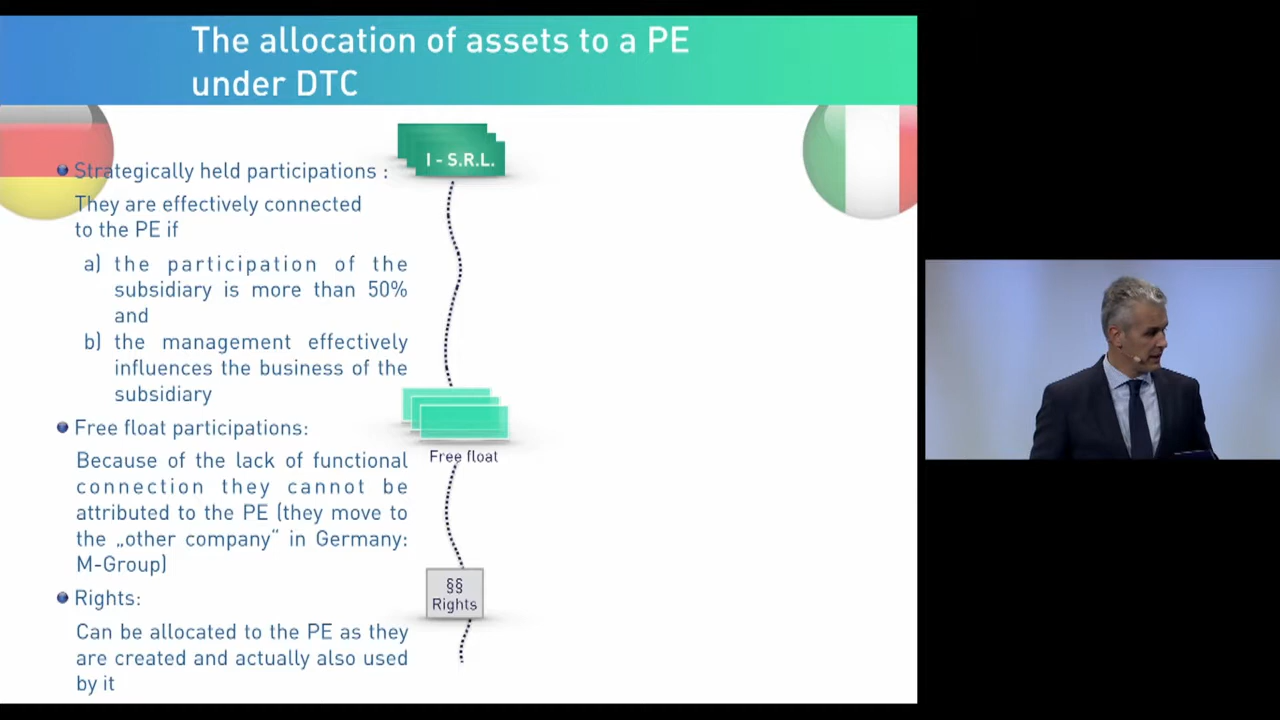 The allocation of assets to a PE
under DTC
I - S.R.L.
Strategically held participations :
They are effectively connected
to the PE if
a) the participation of the
subsidiary is more than 50%
and
b) the management effectively
influences the business of the
subsidiary
Free float participations:
Because of the lack of functional
connection they cannot be
attributed to the PE (they move to
the „other company“ in Germany:
M-Group)
Free float
Rights:
Can be allocated to the PE as they
are created and actually also used
by it
§§
Rights